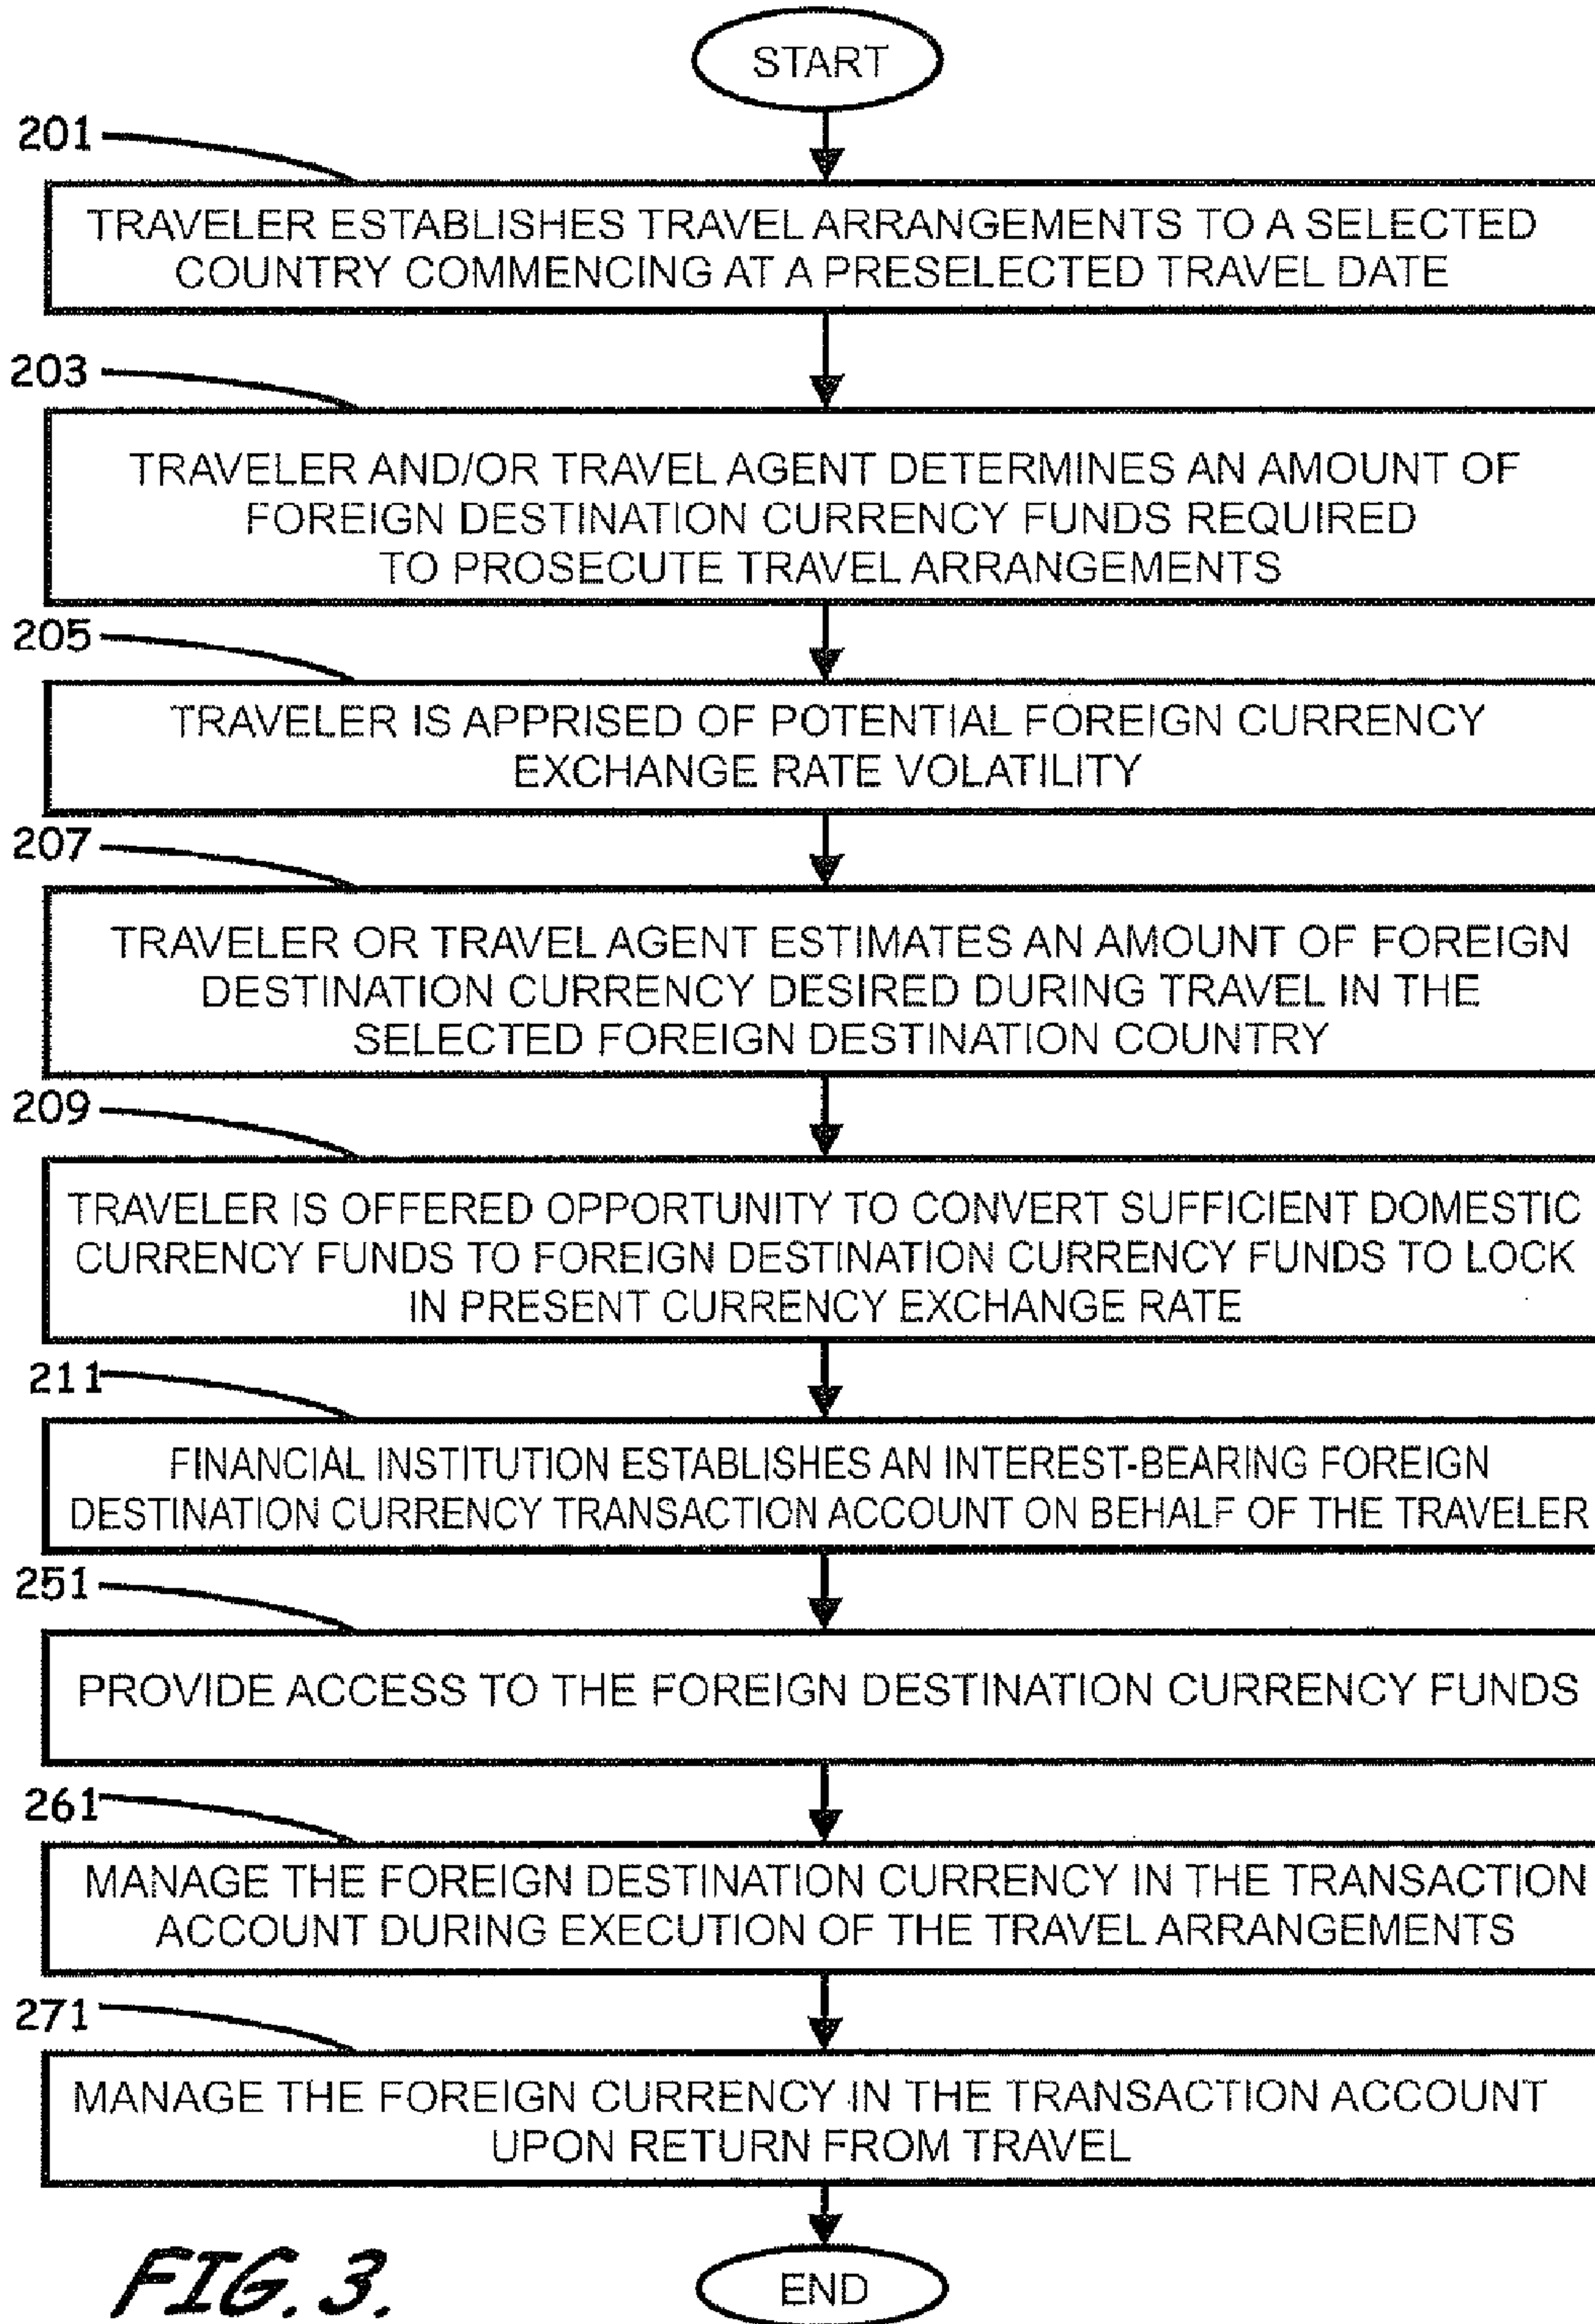 START
201
TRAVELER ESTABLISHES TRAVEL ARRANGEMENTS TO A SELECTED
COUNTRY COMMENCING AT A PRESELECTED TRAVEL DATE
203
TRAVELER AND/OR TRAVEL AGENT DETERMINES AN AMOUNT OF
FOREIGN DESTINATION CURRENCY FUNDS REQUIRED
TO PROSECUTE TRAVEL ARRANGEMENTS
205
TRAVELER IS APPRISED OF POTENTIAL FOREIGN CURRENCY
EXCHANGE RATE VOLATILITY
207
TRAVELER OR TRAVEL AGENT ESTIMATES AN AMOUNT OF FOREIGN
DESTINATION CURRENCY DESIRED DURING TRAVEL IN THE
SELECTED FOREIGN DESTINATION COUNTRY
209
TRAVELER IS OFFERED OPPORTUNITY TO CONVERT SUFFICIENT DOMESTIC
CURRENCY FUNDS TO FOREIGN DESTINATION CURRENCY FUNDS TO LOCK
IN PRESENT CURRENCY EXCHANGE RATE
211
FINANCIAL INSTITUTION ESTABLISHES AN INTEREST-BEARING FOREIGN
DESTINATION CURRENCY TRANSACTION ACCOUNT ON BEHALF OF THE TRAVELER
251
PROVIDE ACCESS TO THE FOREIGN DESTINATION CURRENCY FUNDS
261
MANAGE THE FOREIGN DESTINATION CURRENCY IN THE TRANSACTION
ACCOUNT DURING EXECUTION OF THE TRAVEL ARRANGEMENTS
271
MANAGE THE FOREIGN CURRENCY IN THE TRANSACTION ACCOUNT
UPON RETURN FROM TRAVEL
END
FIG. 3.